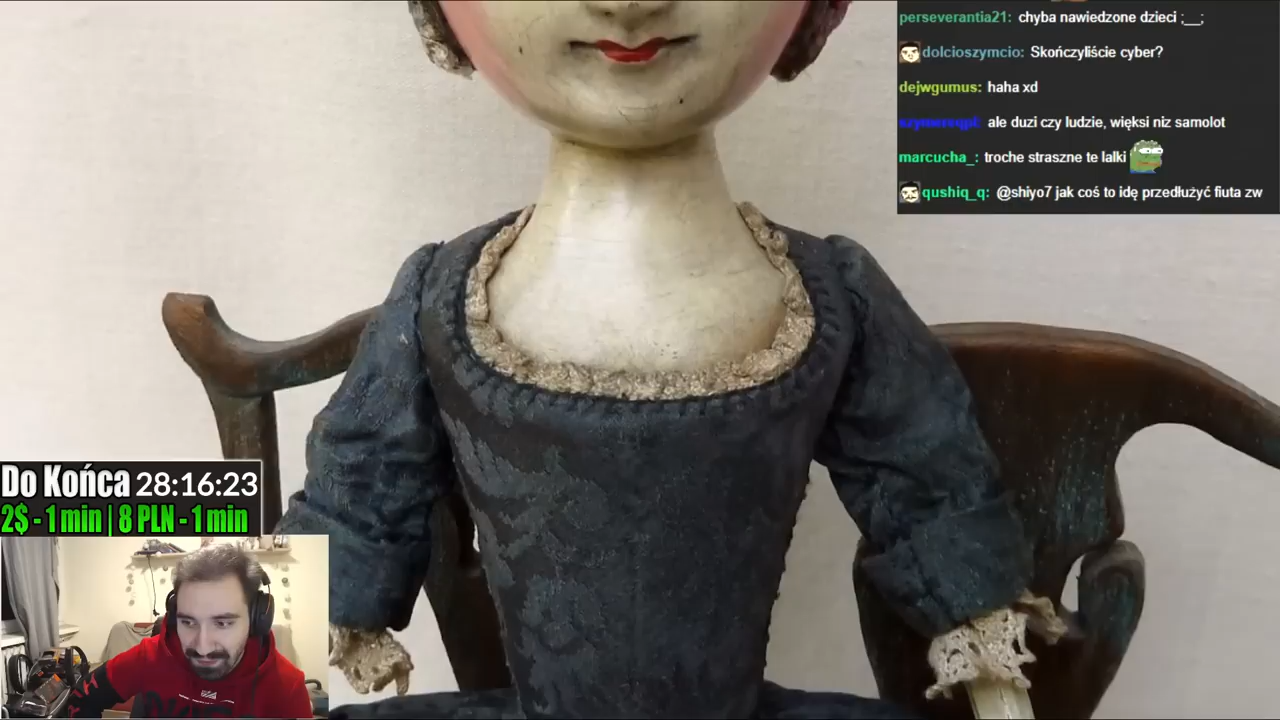 perseverantia21: chyba nawiedzone dzieci ;__;
dolcioszymcio: Skończyliście cyber?
dejwgumus: haha xd
ale duzi czy ludzie, więksi niz samolot
marcucha_: troche straszne te lalki
qushiq_q: @shiyo7 jak coś to idę przedłużyć fiuta zw
Do Końca 28:16:23
2$ - 1 min | 8 PLN - 1 min